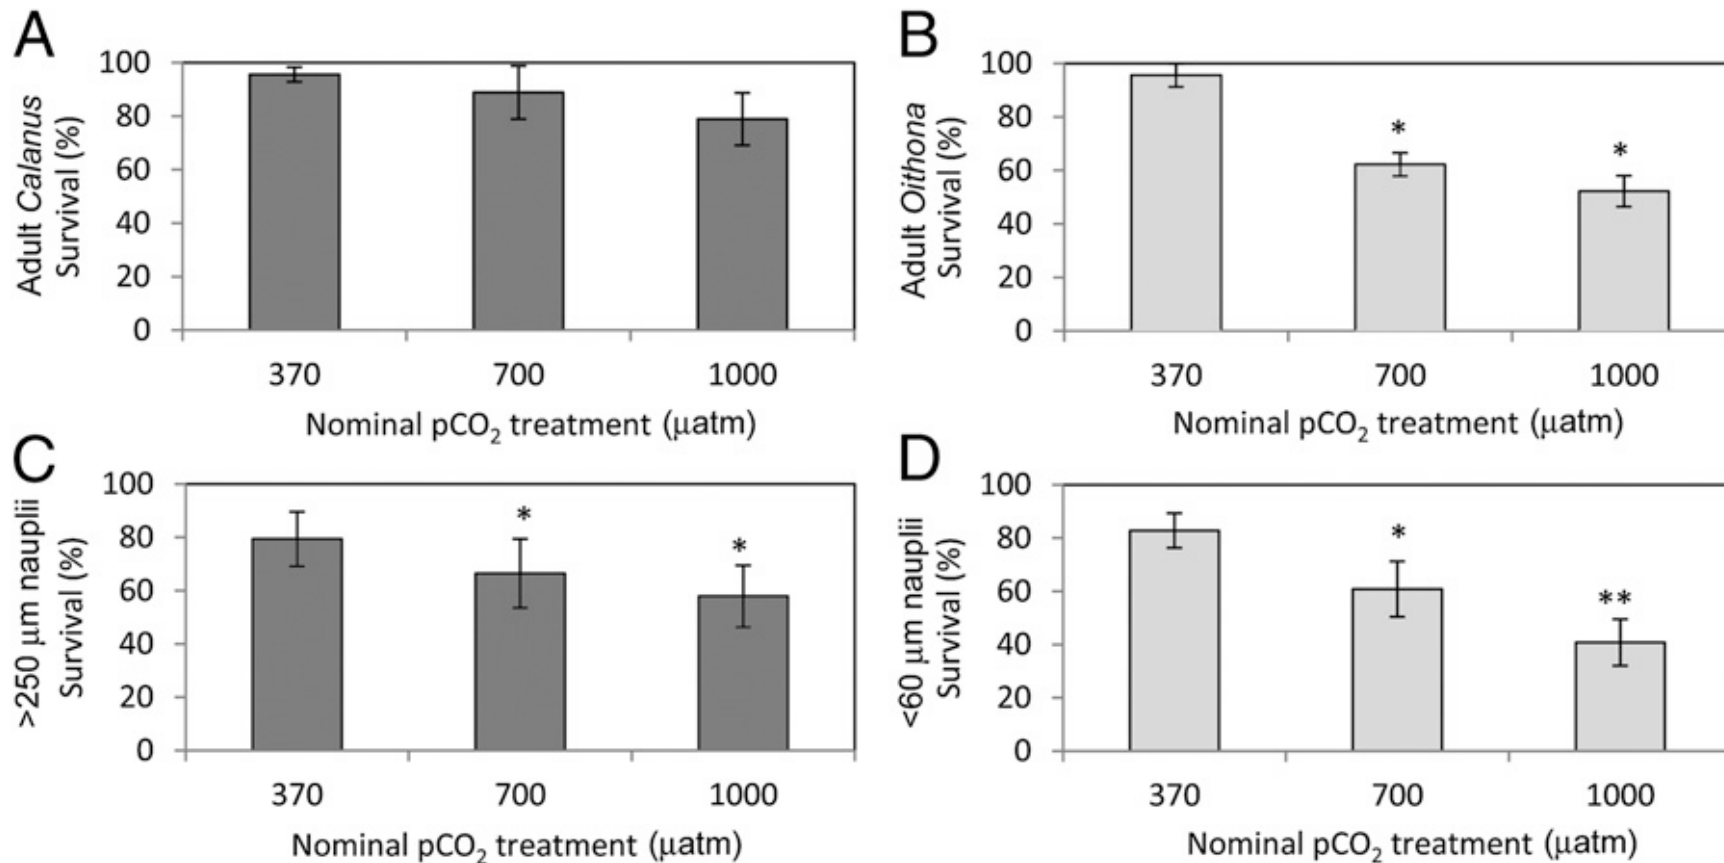 A
Adult Calanus
Survival (%)
100
80
60
40
20
0
370 700 1000
Nominal pCO₂ treatment (μatm)
B
Adult Oithona
Survival (%)
100
80
60
40
20
0
*
*
370 700 1000
Nominal pCO₂ treatment (μatm)
C
>250 μm nauplii
Survival (%)
100
80
60
40
20
0
*
*
370 700 1000
Nominal pCO₂ treatment (μatm)
D
<60 μm nauplii
Survival (%)
100
80
60
40
20
0
*
**
370 700 1000
Nominal pCO₂ treatment (μatm)